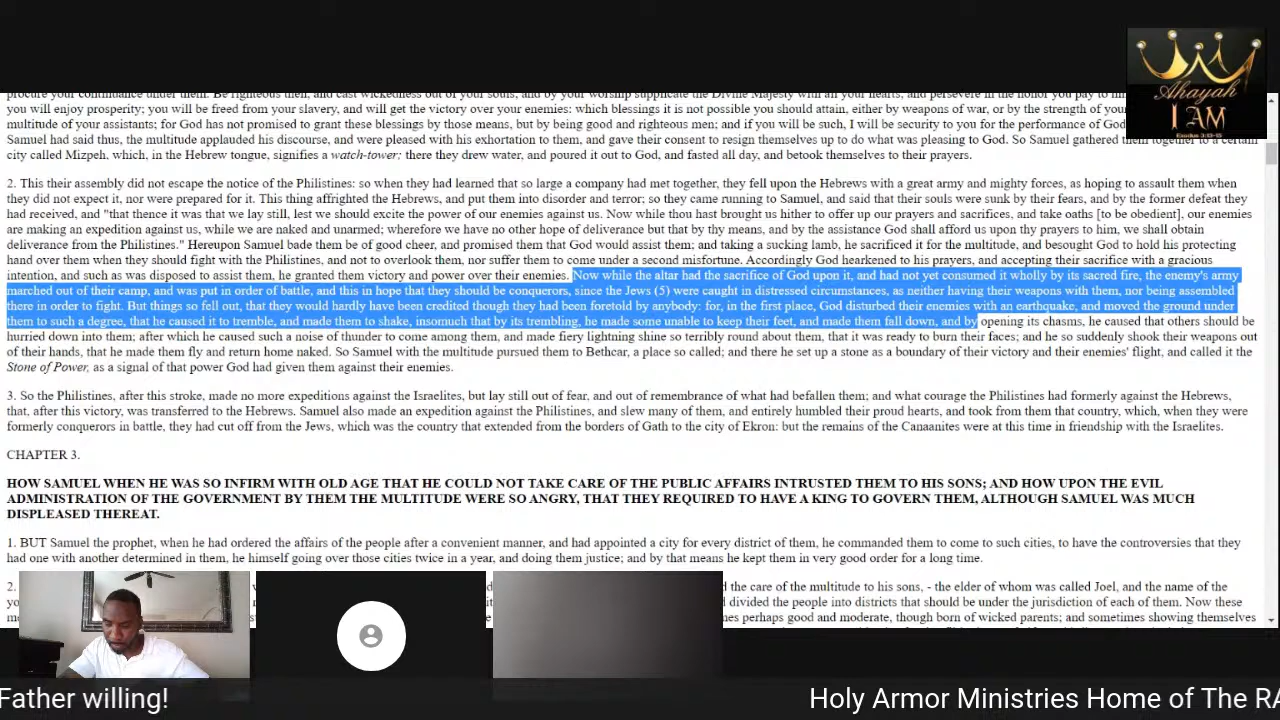 procure your continuance under them. Be righteous then, and cast wickedness out of your souls, and by your worship supplicate the Divine Majesty with all your hearts, and persevere in the honor you pay to him
you will enjoy prosperity; you will be freed from your slavery, and will get the victory over your enemies: which blessings it is not possible you should attain, either by weapons of war, or by the strength of your
multitude of your assistants; for God has not promised to grant these blessings by those means, but by being good and righteous men; and if you will be such, I will be security to you for the performance of God
Samuel had said thus, the multitude applauded his discourse, and were pleased with his exhortation to them, and gave their consent to resign themselves up to do what was pleasing to God. So Samuel gathered them together to a certain
city called Mizpeh, which, in the Hebrew tongue, signifies a watch-tower; there they drew water, and poured it out to God, and fasted all day, and betook themselves to their prayers.
2. This their assembly did not escape the notice of the Philistines: so when they had learned that so large a company had met together, they fell upon the Hebrews with a great army and mighty forces, as hoping to assault them when
they did not expect it, nor were prepared for it. This thing affrighted the Hebrews, and put them into disorder and terror; so they came running to Samuel, and said that their souls were sunk by their fears, and by the former defeat they
had received, and "that thence it was that we lay still, lest we should excite the power of our enemies against us. Now while thou hast brought us hither to offer up our prayers and sacrifices, and take oaths [to be obedient], our enemies
are making an expedition against us, while we are naked and unarmed; wherefore we have no other hope of deliverance but that by thy means, and by the assistance God shall afford us upon thy prayers to him, we shall obtain
deliverance from the Philistines." Hereupon Samuel bade them be of good cheer, and promised them that God would assist them; and taking a sucking lamb, he sacrificed it for the multitude, and besought God to hold his protecting
hand over them when they should fight with the Philistines, and not to overlook them, nor suffer them to come under a second misfortune. Accordingly God hearkened to his prayers, and accepting their sacrifice with a gracious
intention, and such as was disposed to assist them, he granted them victory and power over their enemies. Now while the altar had the sacrifice of God upon it, and had not yet consumed it wholly by its sacred fire, the enemy's army
marched out of their camp, and was put in order of battle, and this in hope that they should be conquerors, since the Jews (5) were caught in distressed circumstances, as neither having their weapons with them, nor being assembled
there in order to fight. But things so fell out, that they would hardly have been credited though they had been foretold by anybody: for, in the first place, God disturbed their enemies with an earthquake, and moved the ground under
them to such a degree, that he caused it to tremble, and made them to shake, insomuch that by its trembling, he made some unable to keep their feet, and made them fall down, and by opening its chasms, he caused that others should be
hurried down into them; after which he caused such a noise of thunder to come among them, and made fiery lightning shine so terribly round about them, that it was ready to burn their faces; and he so suddenly shook their weapons out
of their hands, that he made them fly and return home naked. So Samuel with the multitude pursued them to Bethcar, a place so called; and there he set up a stone as a boundary of their victory and their enemies' flight, and called it the
Stone of Power, as a signal of that power God had given them against their enemies.
3. So the Philistines, after this stroke, made no more expeditions against the Israelites, but lay still out of fear, and out of remembrance of what had befallen them; and what courage the Philistines had formerly against the Hebrews,
that, after this victory, was transferred to the Hebrews. Samuel also made an expedition against the Philistines, and slew many of them, and entirely humbled their proud hearts, and took from them that country, which, when they were
formerly conquerors in battle, they had cut off from the Jews, which was the country that extended from the borders of Gath to the city of Ekron: but the remains of the Canaanites were at this time in friendship with the Israelites.
CHAPTER 3.
HOW SAMUEL WHEN HE WAS SO INFIRM WITH OLD AGE THAT HE COULD NOT TAKE CARE OF THE PUBLIC AFFAIRS INTRUSTED THEM TO HIS SONS; AND HOW UPON THE EVIL
ADMINISTRATION OF THE GOVERNMENT BY THEM THE MULTITUDE WERE SO ANGRY, THAT THEY REQUIRED TO HAVE A KING TO GOVERN THEM, ALTHOUGH SAMUEL WAS MUCH
DISPLEASED THEREAT.
1. BUT Samuel the prophet, when he had ordered the affairs of the people after a convenient manner, and had appointed a city for every district of them, he commanded them to come to such cities, to have the controversies that they
had one with another determined in them, he himself going over those cities twice in a year, and doing them justice; and by that means he kept them in very good order for a long time.
2. the care of the multitude to his sons, - the elder of whom was called Joel, and the name of the
divided the people into districts that should be under the jurisdiction of each of them. Now these
perhaps good and moderate, though born of wicked parents; and sometimes showing themselves
Ahayah
I AM
Exodus 3:13-15
Father willing!
Holy Armor Ministries Home of The RA